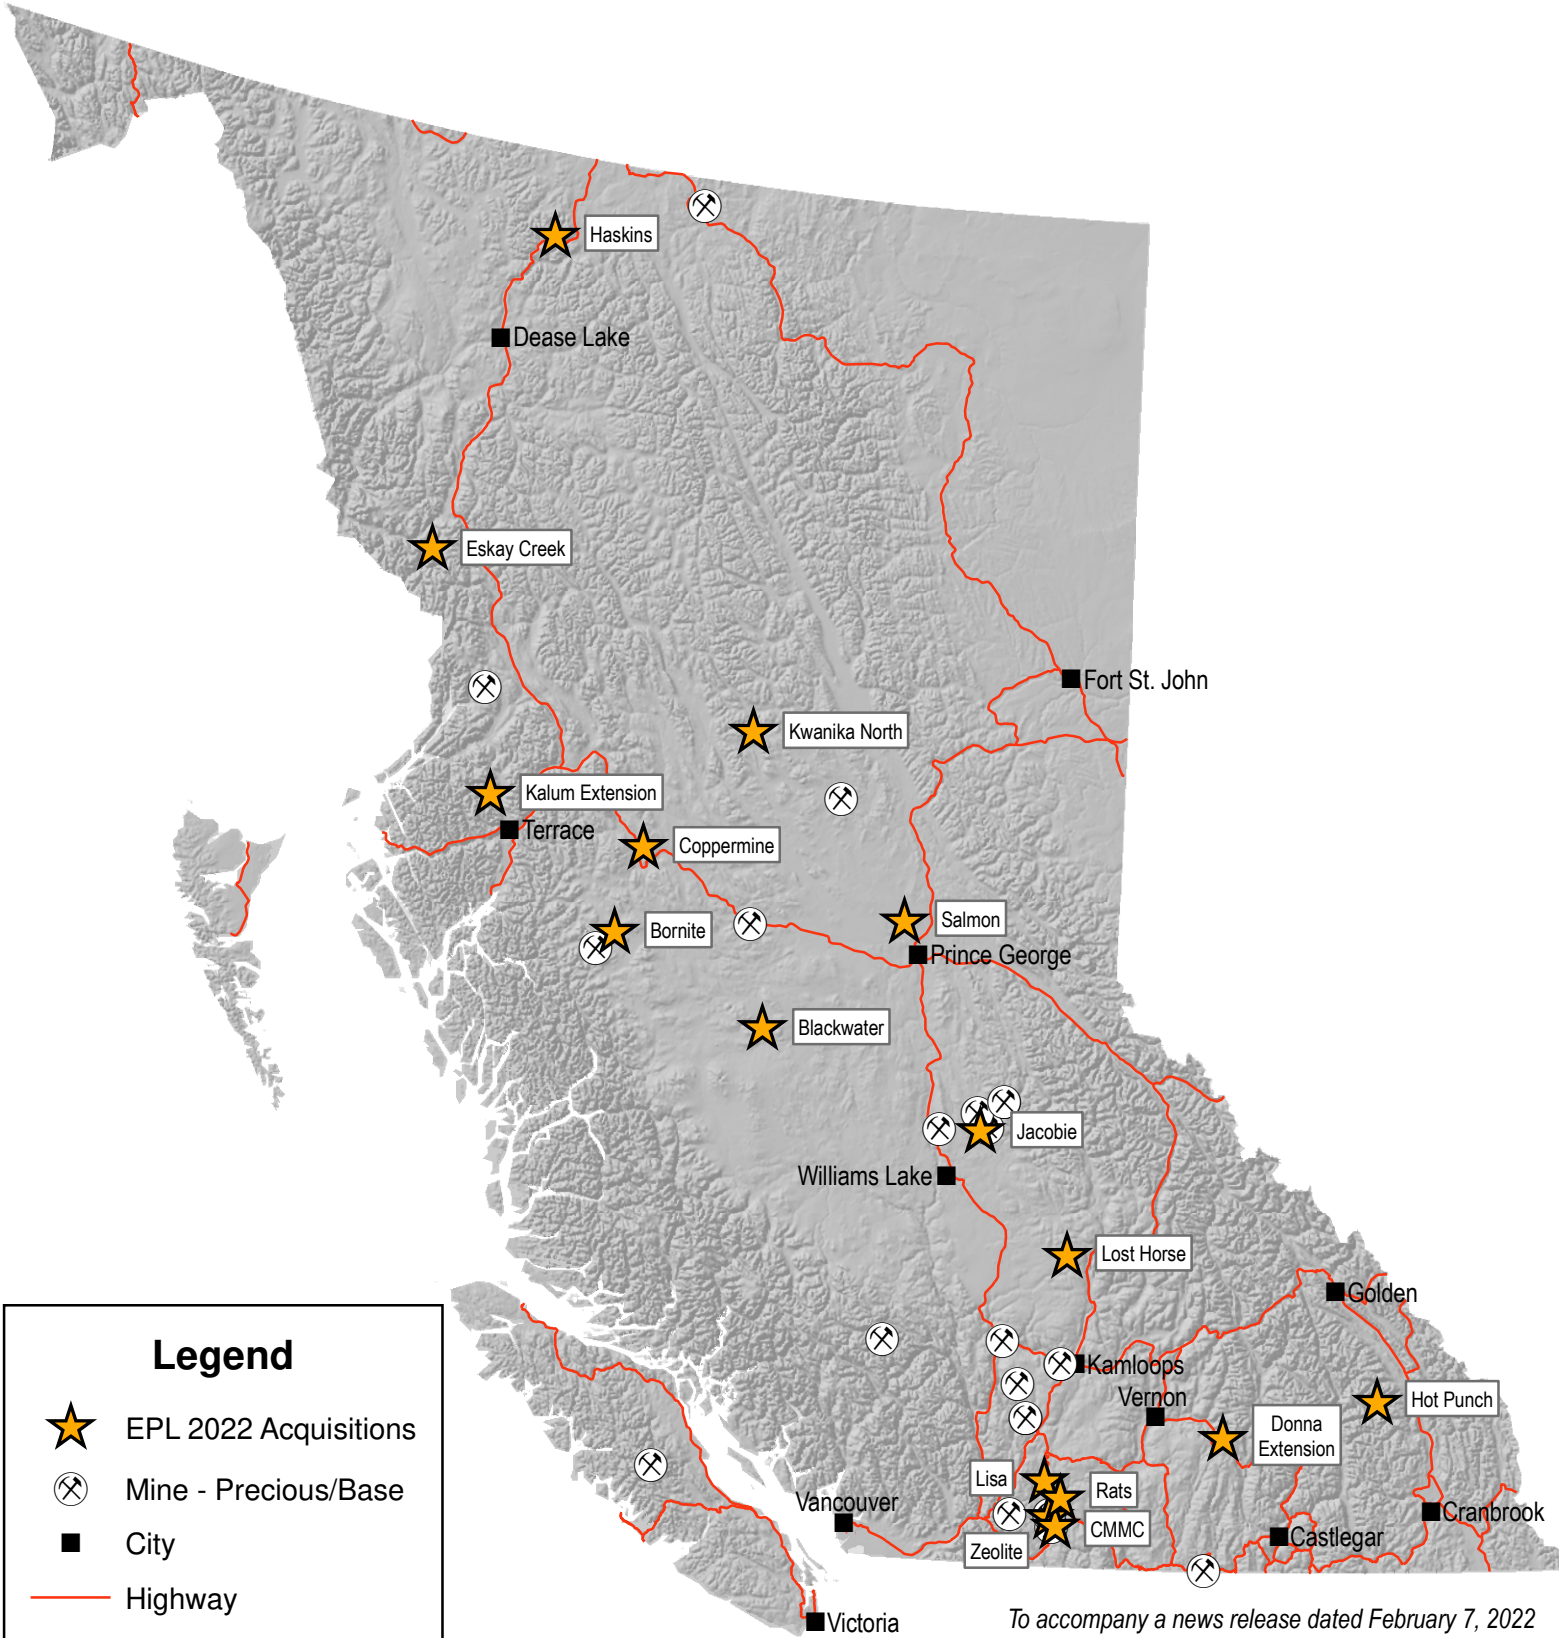 Haskins
Dease Lake
Eskay Creek
Fort St. John
Kwanika North
Kalum Extension
Terrace
Coppermine
Salmon
Bornite
Prince George
Blackwater
Jacobie
Williams Lake
Lost Horse
Golden
Kamloops
Vernon
Hot Punch
Donna
Extension
Lisa
Rats
Vancouver
Cranbrook
CMMC
Castlegar
Zeolite
Victoria
Legend
EPL 2022 Acquisitions
Mine - Precious/Base
City
Highway
To accompany a news release dated February 7, 2022